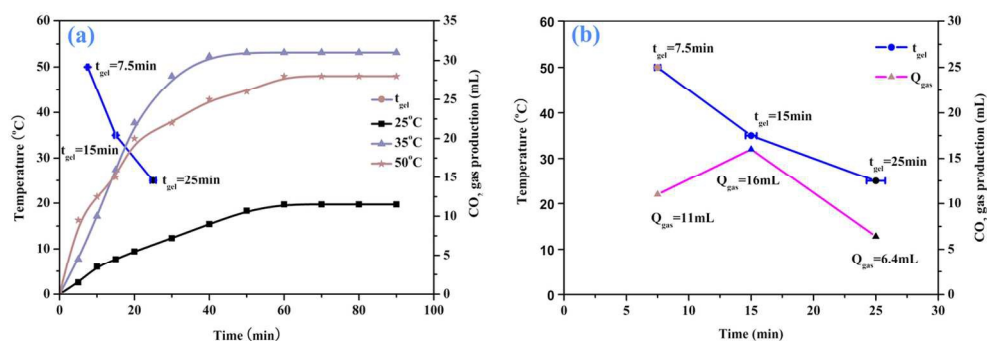 (a)
60
50
40
30
20
10
0
Temperature (°C)
35
30
25
20
15
10
5
0
CO₂ gas production (mL)
0 20 40 60 80 100
Time (min)
t_gel=7.5min
t_gel=15min
t_gel=25min
t_gel
25°C
35°C
50°C
(b)
60
50
40
30
20
10
00
Temperature (°C)
30
25
20
15
10
5
0
CO₂ gas production (mL)
5 10 15 20 25 30
Time (min)
t_gel=7.5min
t_gel=15min
t_gel=25min
Q_gas=16mL
Q_gas=11mL
Q_gas=6.4mL
t_gel
Q_gas